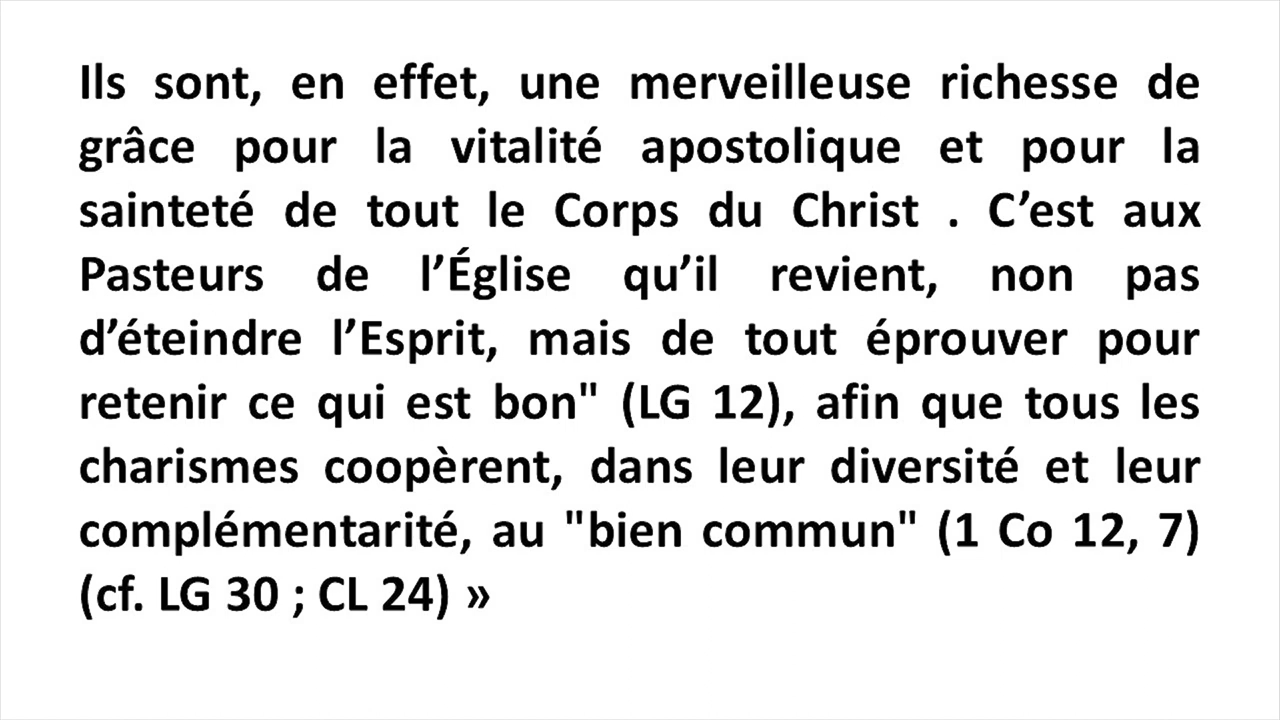 Ils sont, en effet, une merveilleuse richesse de
grâce pour la vitalité apostolique et pour la
sainteté de tout le Corps du Christ . C’est aux
Pasteurs de l’Église qu’il revient, non pas
d’éteindre l’Esprit, mais de tout éprouver pour
retenir ce qui est bon" (LG 12), afin que tous les
charismes coopèrent, dans leur diversité et leur
complémentarité, au "bien commun" (1 Co 12, 7)
(cf. LG 30 ; CL 24) »